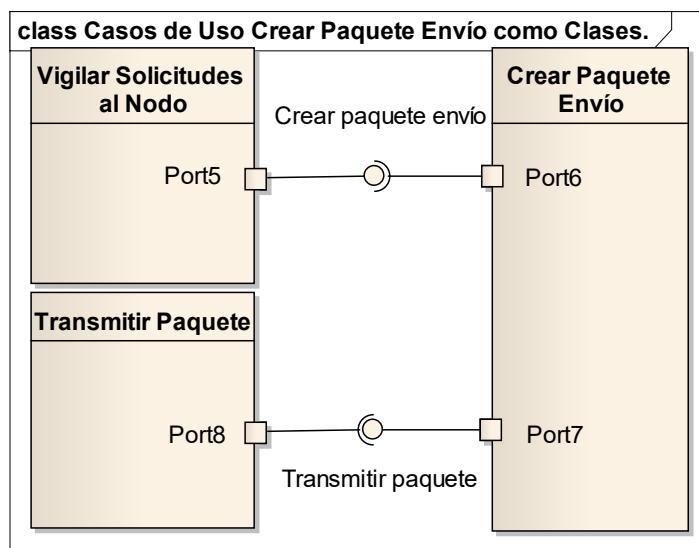 class Casos de Uso Crear Paquete Envío como Clases.
Vigilar Solicitudes
al Nodo
Crear Paquete
Envío
Crear paquete envío
Port5
Port6
Transmitir Paquete
Port8
Port7
Transmitir paquete